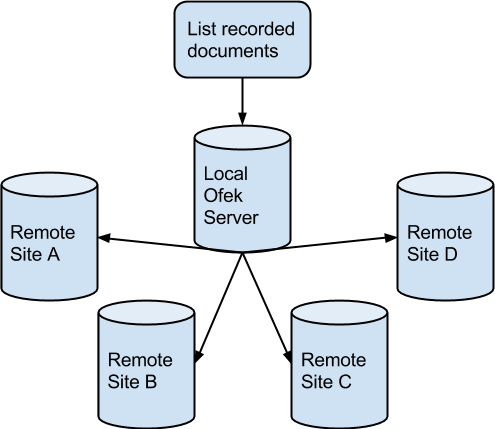 List recorded
documents
Local
Ofek
Server
Remote
Site A
Remote
Site D
Remote
Site B
Remote
Site C